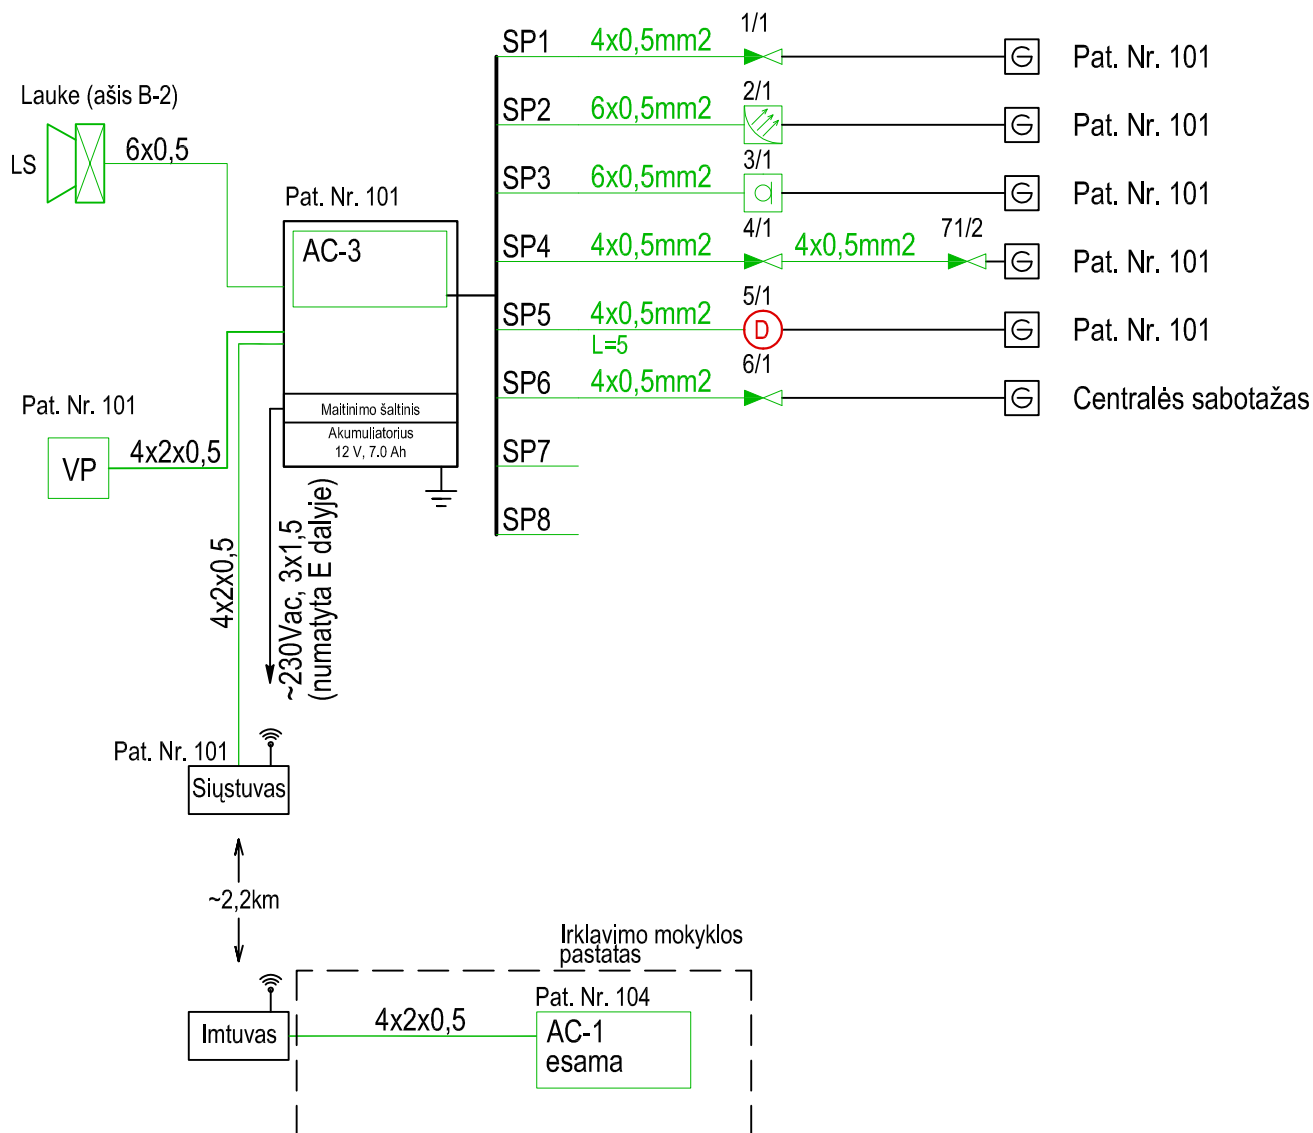 Lauke (ašis B-2)
LS
6x0,5
Pat. Nr. 101
AC-3
Maitinimo šaltinis
Akumuliatorius
12 V, 7.0 Ah
Pat. Nr. 101
VP
4x2x0,5
4x2x0,5
~230Vac, 3x1,5
(numatyta E dalyje)
SP1 4x0,5mm2 1/1 G Pat. Nr. 101
SP2 6x0,5mm2 2/1 G Pat. Nr. 101
SP3 6x0,5mm2 3/1 G Pat. Nr. 101
SP4 4x0,5mm2 4/1 4x0,5mm2 71/2 G Pat. Nr. 101
SP5 4x0,5mm2 5/1 D G Pat. Nr. 101
L=5
SP6 4x0,5mm2 6/1 G Centralės sabotažas
SP7
SP8
Pat. Nr. 101
Siųstuvas
~2,2km
Imtuvas
4x2x0,5
Irklavimo mokyklos
pastatas
Pat. Nr. 104
AC-1
esama